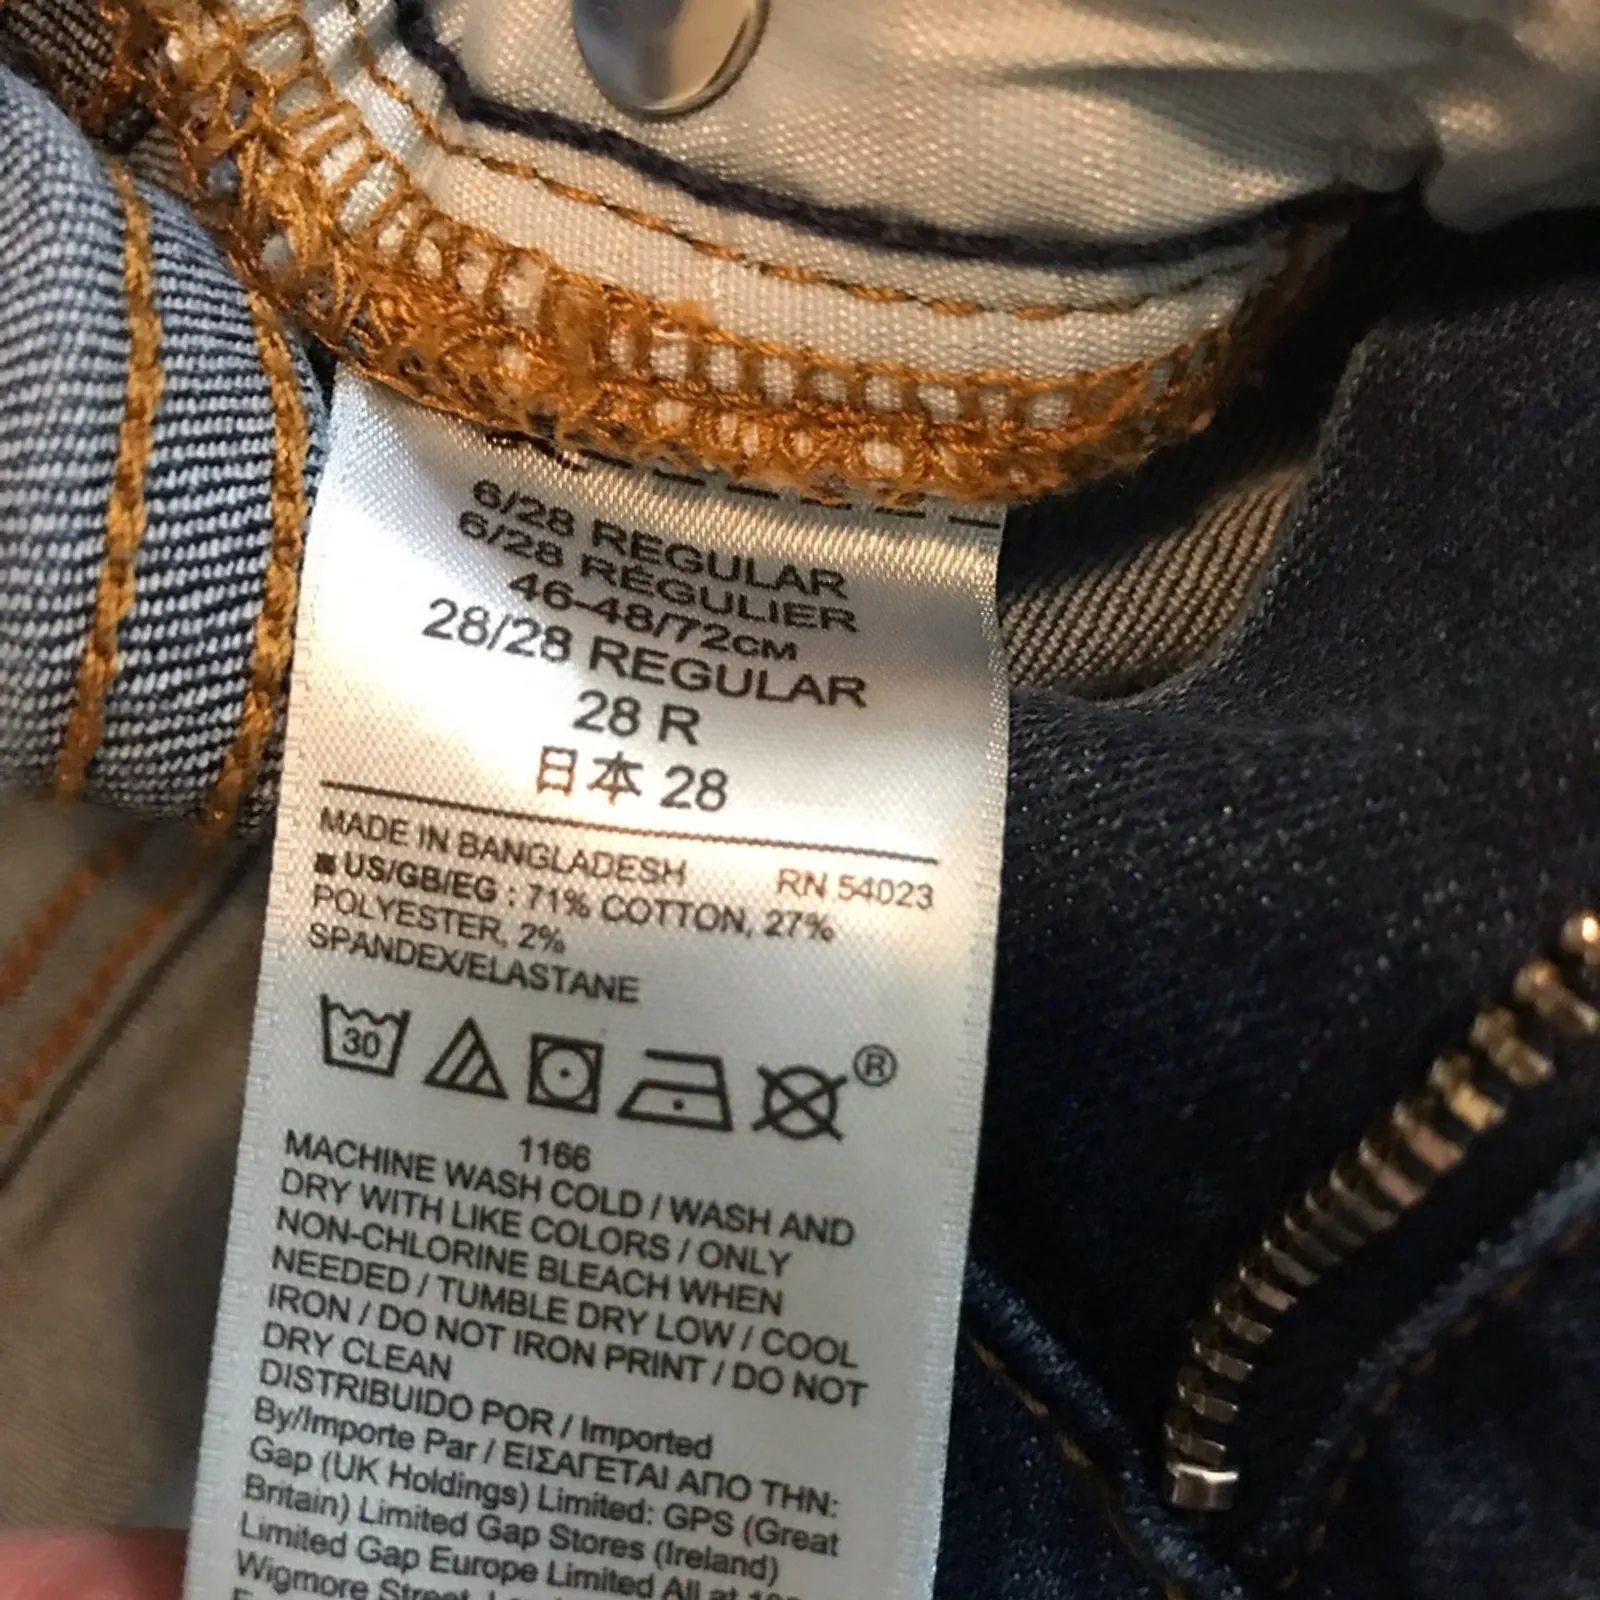 6/28 REGULAR
6/28 RÉGULIER
46-48/72CM
28/28 REGULAR
28 R
日本 28
MADE IN BANGLADESH RN 54023
■ US/GB/EG : 71% COTTON, 27%
POLYESTER, 2%
SPANDEX/ELASTANE
30
®
1166
MACHINE WASH COLD / WASH AND
DRY WITH LIKE COLORS / ONLY
NON-CHLORINE BLEACH WHEN
NEEDED / TUMBLE DRY LOW / COOL
IRON / DO NOT IRON PRINT / DO NOT
DRY CLEAN
DISTRIBUIDO POR / Imported
By/Importe Par / ΕΙΣΑΓΕΤΑΙ ΑΠΟ ΤΗΝ:
Gap (UK Holdings) Limited: GPS (Great
Britain) Limited Gap Stores (Ireland)
Limited Gap Europe Limited All at
Wigmore Street,